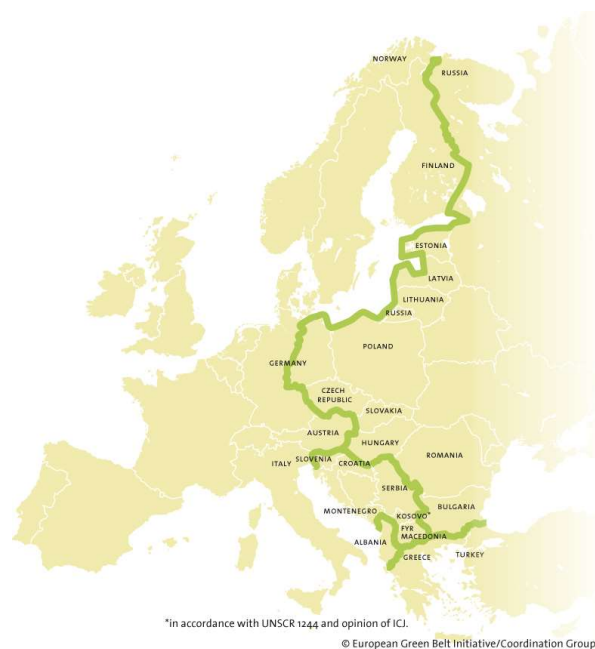 NORWAY
RUSSIA
FINLAND
ESTONIA
LATVIA
LITHUANIA
RUSSIA
POLAND
GERMANY
CZECH
REPUBLIC
SLOVAKIA
AUSTRIA
HUNGARY
ITALY
SLOVENIA
CROATIA
ROMANIA
SERBIA
BULGARIA
MONTENEGRO
KOSOVO*
FYR
MACEDONIA
ALBANIA
GREECE
TURKEY
*in accordance with UNSCR 1244 and opinion of ICJ.
© European Green Belt Initiative/Coordination Group